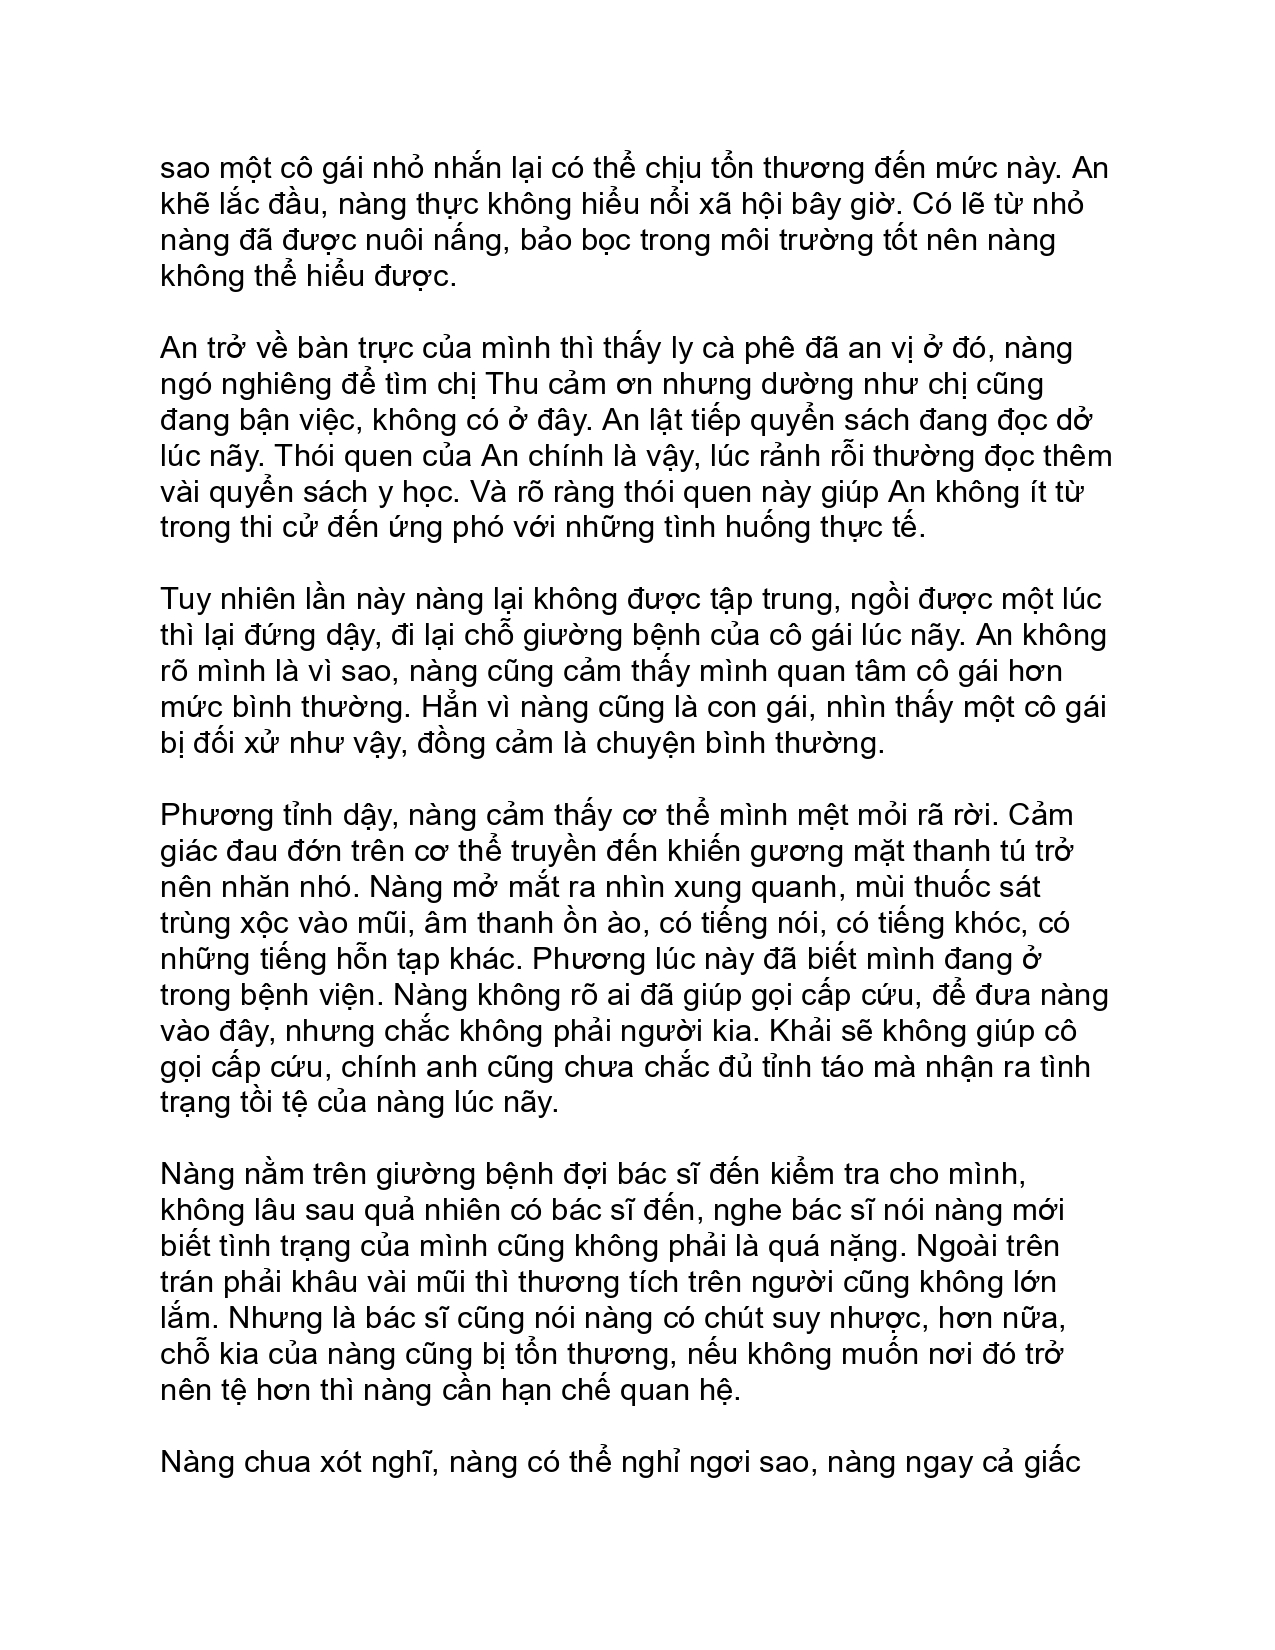 sao một cô gái nhỏ nhắn lại có thể chịu tổn thương đến mức này. An
khẽ lắc đầu, nàng thực không hiểu nổi xã hội bây giờ. Có lẽ từ nhỏ
nàng đã được nuôi nấng, bảo bọc trong môi trường tốt nên nàng
không thể hiểu được.
An trở về bàn trực của mình thì thấy ly cà phê đã an vị ở đó, nàng
ngó nghiêng để tìm chị Thu cảm ơn nhưng dường như chị cũng
đang bận việc, không có ở đây. An lật tiếp quyển sách đang đọc dở
lúc nãy. Thói quen của An chính là vậy, lúc rảnh rỗi thường đọc thêm
vài quyển sách y học. Và rõ ràng thói quen này giúp An không ít từ
trong thi cử đến ứng phó với những tình huống thực tế.
Tuy nhiên lần này nàng lại không được tập trung, ngồi được một lúc
thì lại đứng dậy, đi lại chỗ giường bệnh của cô gái lúc nãy. An không
rõ mình là vì sao, nàng cũng cảm thấy mình quan tâm cô gái hơn
mức bình thường. Hẳn vì nàng cũng là con gái, nhìn thấy một cô gái
bị đối xử như vậy, đồng cảm là chuyện bình thường.
Phương tỉnh dậy, nàng cảm thấy cơ thể mình mệt mỏi rã rời. Cảm
giác đau đớn trên cơ thể truyền đến khiến gương mặt thanh tú trở
nên nhăn nhó. Nàng mở mắt ra nhìn xung quanh, mùi thuốc sát
trùng xộc vào mũi, âm thanh ồn ào, có tiếng nói, có tiếng khóc, có
những tiếng hỗn tạp khác. Phương lúc này đã biết mình đang ở
trong bệnh viện. Nàng không rõ ai đã giúp gọi cấp cứu, để đưa nàng
vào đây, nhưng chắc không phải người kia. Khải sẽ không giúp cô
gọi cấp cứu, chính anh cũng chưa chắc đủ tỉnh táo mà nhận ra tình
trạng tồi tệ của nàng lúc nãy.
Nàng nằm trên giường bệnh đợi bác sĩ đến kiểm tra cho mình,
không lâu sau quả nhiên có bác sĩ đến, nghe bác sĩ nói nàng mới
biết tình trạng của mình cũng không phải là quá nặng. Ngoài trên
trán phải khâu vài mũi thì thương tích trên người cũng không lớn
lắm. Nhưng là bác sĩ cũng nói nàng có chút suy nhược, hơn nữa,
chỗ kia của nàng cũng bị tổn thương, nếu không muốn nơi đó trở
nên tệ hơn thì nàng cần hạn chế quan hệ.
Nàng chua xót nghĩ, nàng có thể nghỉ ngơi sao, nàng ngay cả giấc